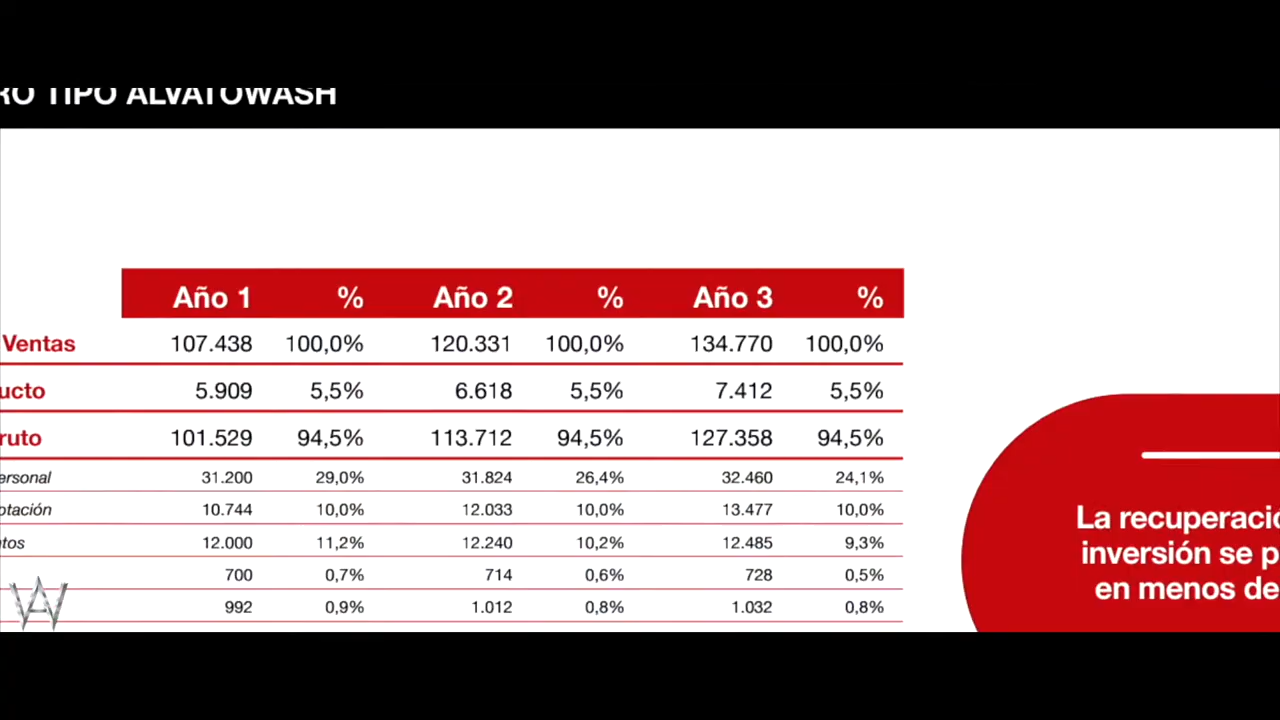 RO TIPO ALVATOWASH
Año 1 % Año 2 % Año 3 %
Ventas 107.438 100,0% 120.331 100,0% 134.770 100,0%
ucto 5.909 5,5% 6.618 5,5% 7.412 5,5%
ruto 101.529 94,5% 113.712 94,5% 127.358 94,5%
ersonal 31.200 29,0% 31.824 26,4% 32.460 24,1%
otación 10.744 10,0% 12.033 10,0% 13.477 10,0%
ntos 12.000 11,2% 12.240 10,2% 12.485 9,3%
700 0,7% 714 0,6% 728 0,5%
992 0,9% 1.012 0,8% 1.032 0,8%
La recuperació
inversión se p
en menos de